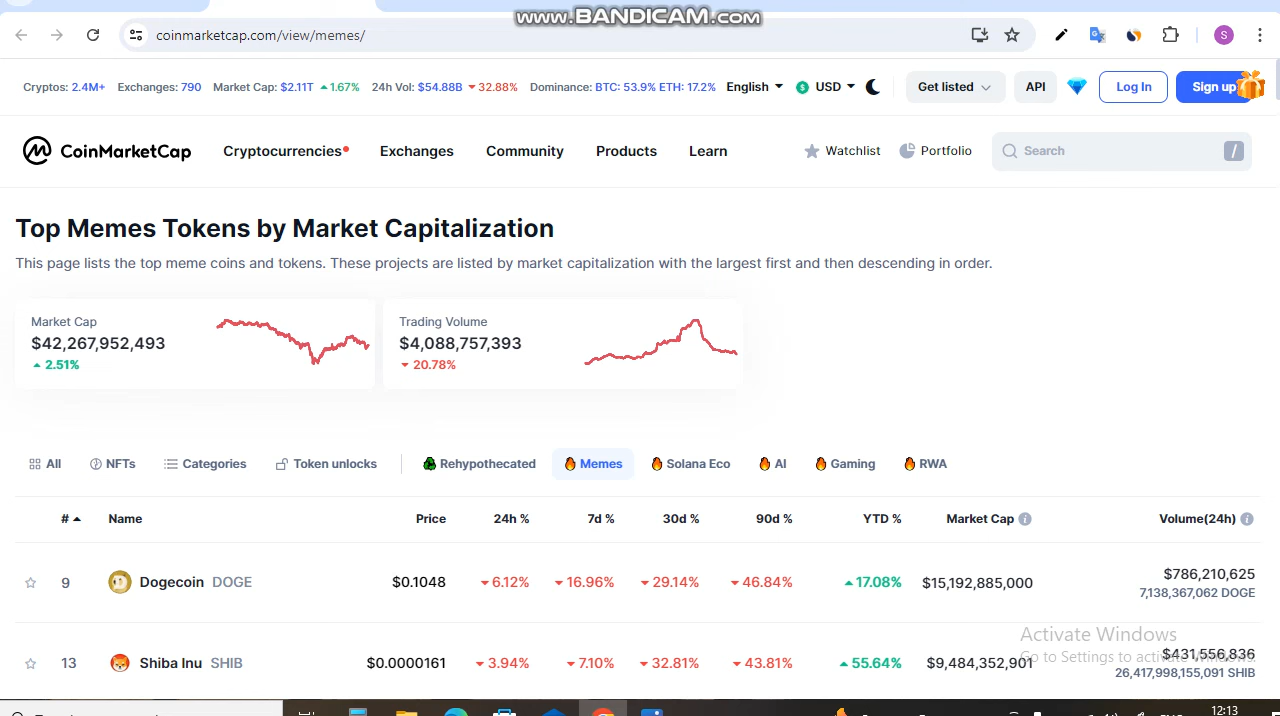 www.BANDICAM.com
coinmarketcap.com/view/memes/
S
Cryptos: 2.4M+ Exchanges: 790 Market Cap: $2.11T 1.67% 24h Vol: $54.88B 32.88% Dominance: BTC: 53.9% ETH: 17.2% English USD Get listed API Log In Sign up
CoinMarketCap Cryptocurrencies Exchanges Community Products Learn Watchlist Portfolio Search /
Top Memes Tokens by Market Capitalization
This page lists the top meme coins and tokens. These projects are listed by market capitalization with the largest first and then descending in order.
Market Cap
$42,267,952,493
2.51%
Trading Volume
$4,088,757,393
20.78%
All NFTs Categories Token unlocks Rehypothecated Memes Solana Eco AI Gaming RWA
# Name Price 24h % 7d % 30d % 90d % YTD % Market Cap Volume(24h)
9 Dogecoin DOGE $0.1048 6.12% 16.96% 29.14% 46.84% 17.08% $15,192,885,000 $786,210,625
7,138,367,062 DOGE
13 Shiba Inu SHIB $0.0000161 3.94% 7.10% 32.81% 43.81% 55.64% $9,484,352,901 $431,556,836
26,417,998,155,091 SHIB
Activate Windows
Go to Settings to activate Windows.
12:13